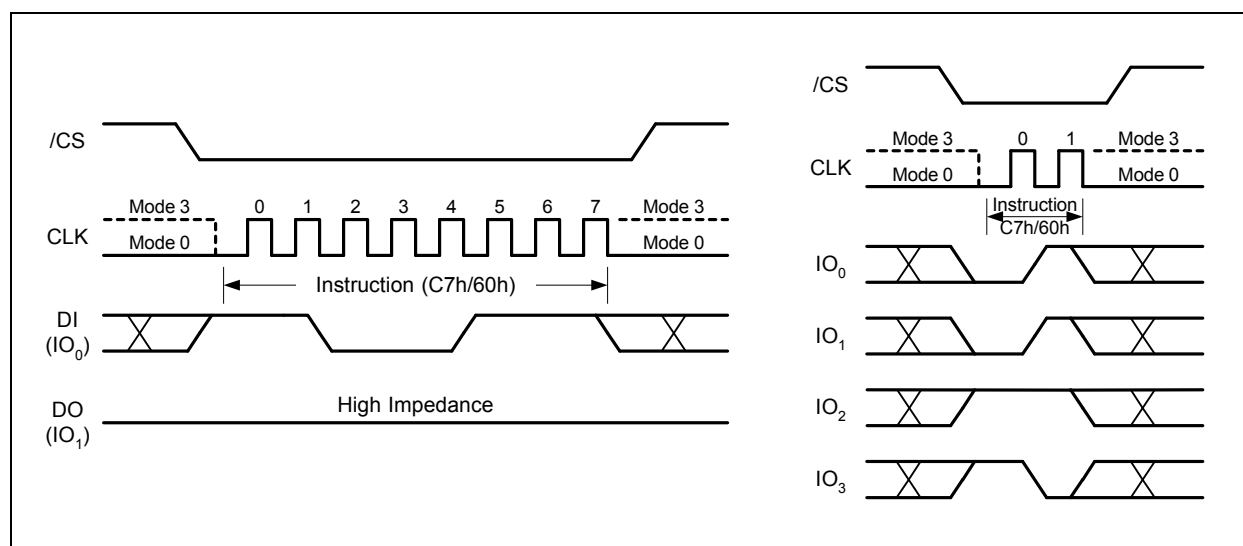 /CS
Mode 3 0 1 2 3 4 5 6 7 Mode 3
CLK Mode 0 Mode 0
Instruction (C7h/60h)
DI
(IO0)
High Impedance
DO
(IO1)
/CS
Mode 3 0 1 Mode 3
CLK Mode 0 Mode 0
Instruction
C7h/60h
IO0
IO1
IO2
IO3